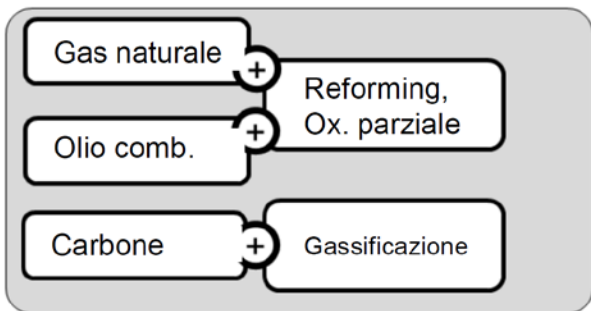 Gas naturale
+
Reforming,
Ox. parziale
+
Olio comb.
Carbone
+
Gassificazione